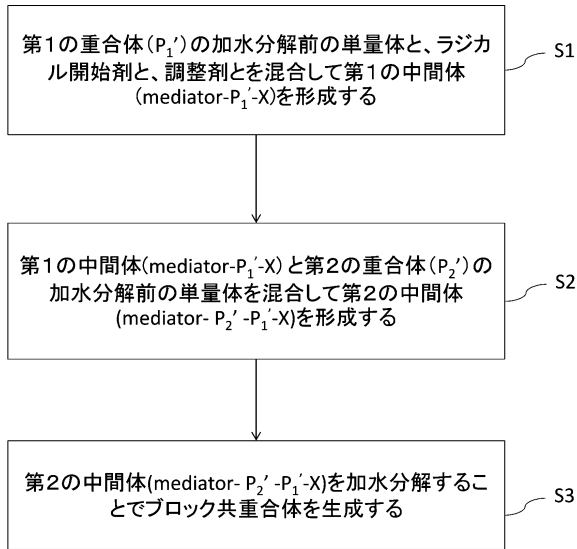 第1の重合体(P₁')の加水分解前の単量体と、ラジカ
ル開始剤と、調整剤とを混合して第1の中間体
(mediator-P₁'-X)を形成する
S1
第1の中間体(mediator-P₁'-X)と第2の重合体(P₂')の
加水分解前の単量体を混合して第2の中間体
(mediator- P₂' -P₁'-X)を形成する
S2
第2の中間体(mediator- P₂' -P₁'-X)を加水分解するこ
とでブロック共重合体を生成する
S3